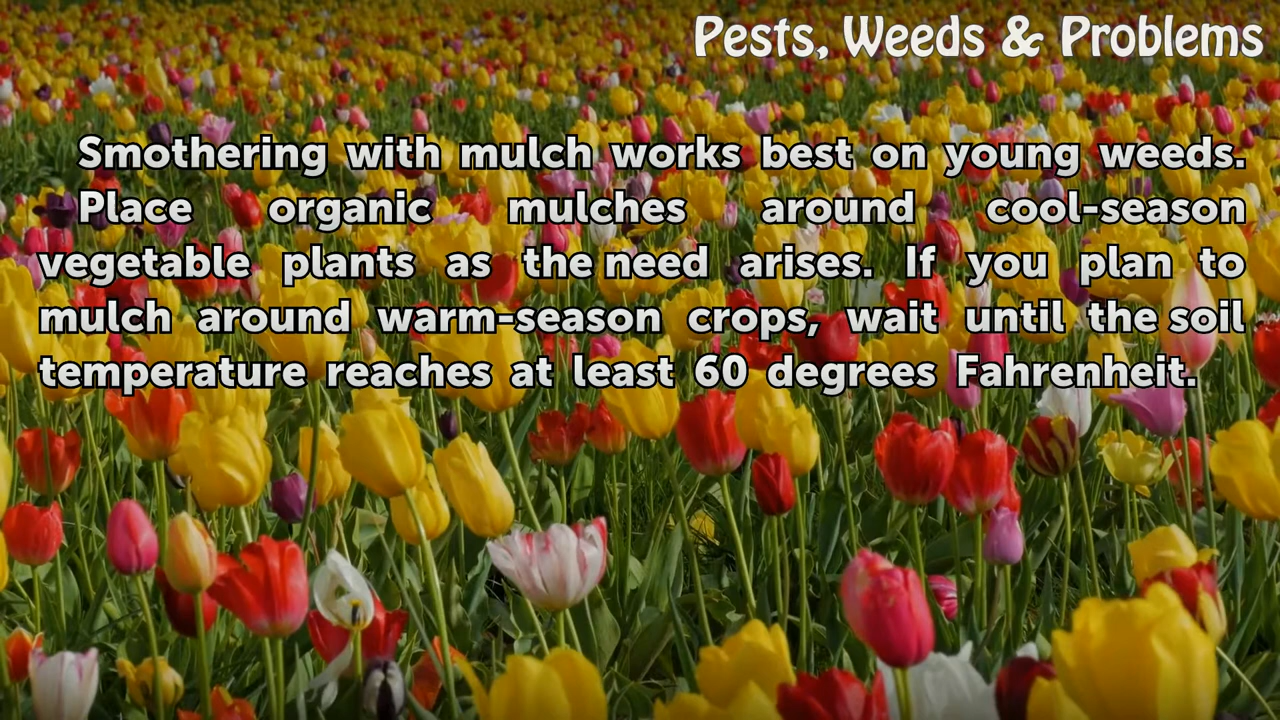 Pests, Weeds & Problems
Smothering with mulch works best on young weeds.
Place organic mulches around cool-season
vegetable plants as the need arises. If you plan to
mulch around warm-season crops, wait until the soil
temperature reaches at least 60 degrees Fahrenheit.